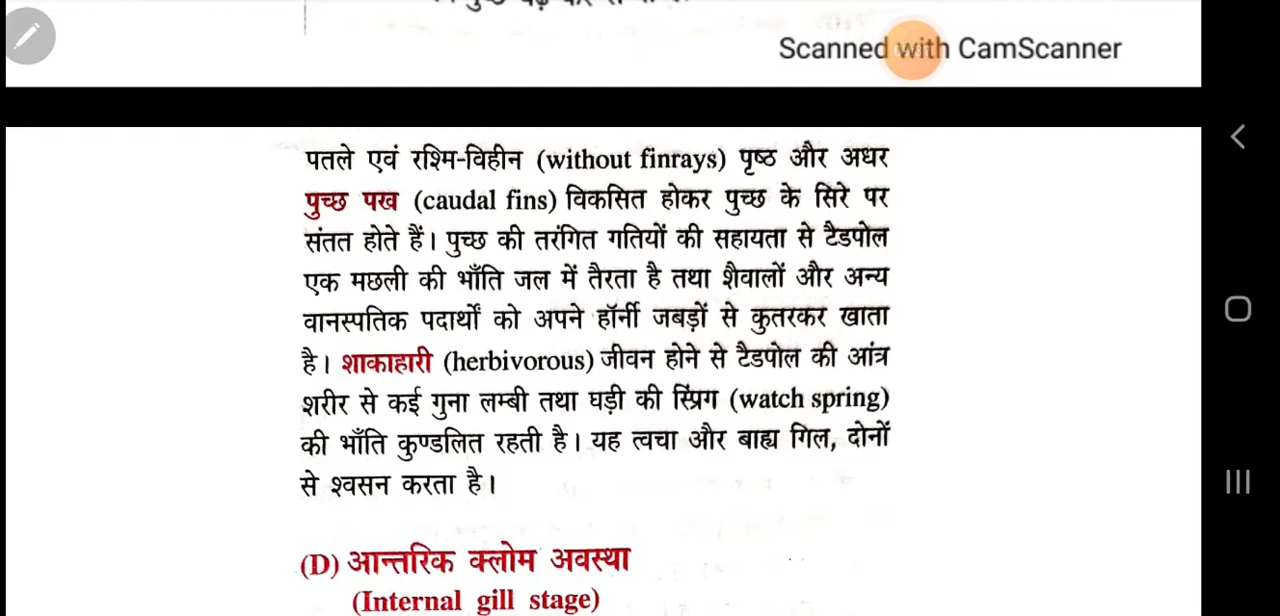 Scanned with CamScanner
पतले एवं रश्मि-विहीन (without finrays) पृष्ठ और अधर
पुच्छ पख (caudal fins) विकसित होकर पुच्छ के सिरे पर
संतत होते हैं। पुच्छ की तरंगित गतियों की सहायता से टैडपोल
एक मछली की भाँति जल में तैरता है तथा शैवालों और अन्य
वानस्पतिक पदार्थों को अपने हॉर्नी जबड़ों से कुतरकर खाता
है। शाकाहारी (herbivorous) जीवन होने से टैडपोल की आंत्र
शरीर से कई गुना लम्बी तथा घड़ी की स्प्रिंग (watch spring)
की भाँति कुण्डलित रहती है। यह त्वचा और बाह्य गिल, दोनों
से श्वसन करता है।
(D) आन्तरिक क्लोम अवस्था
(Internal gill stage)